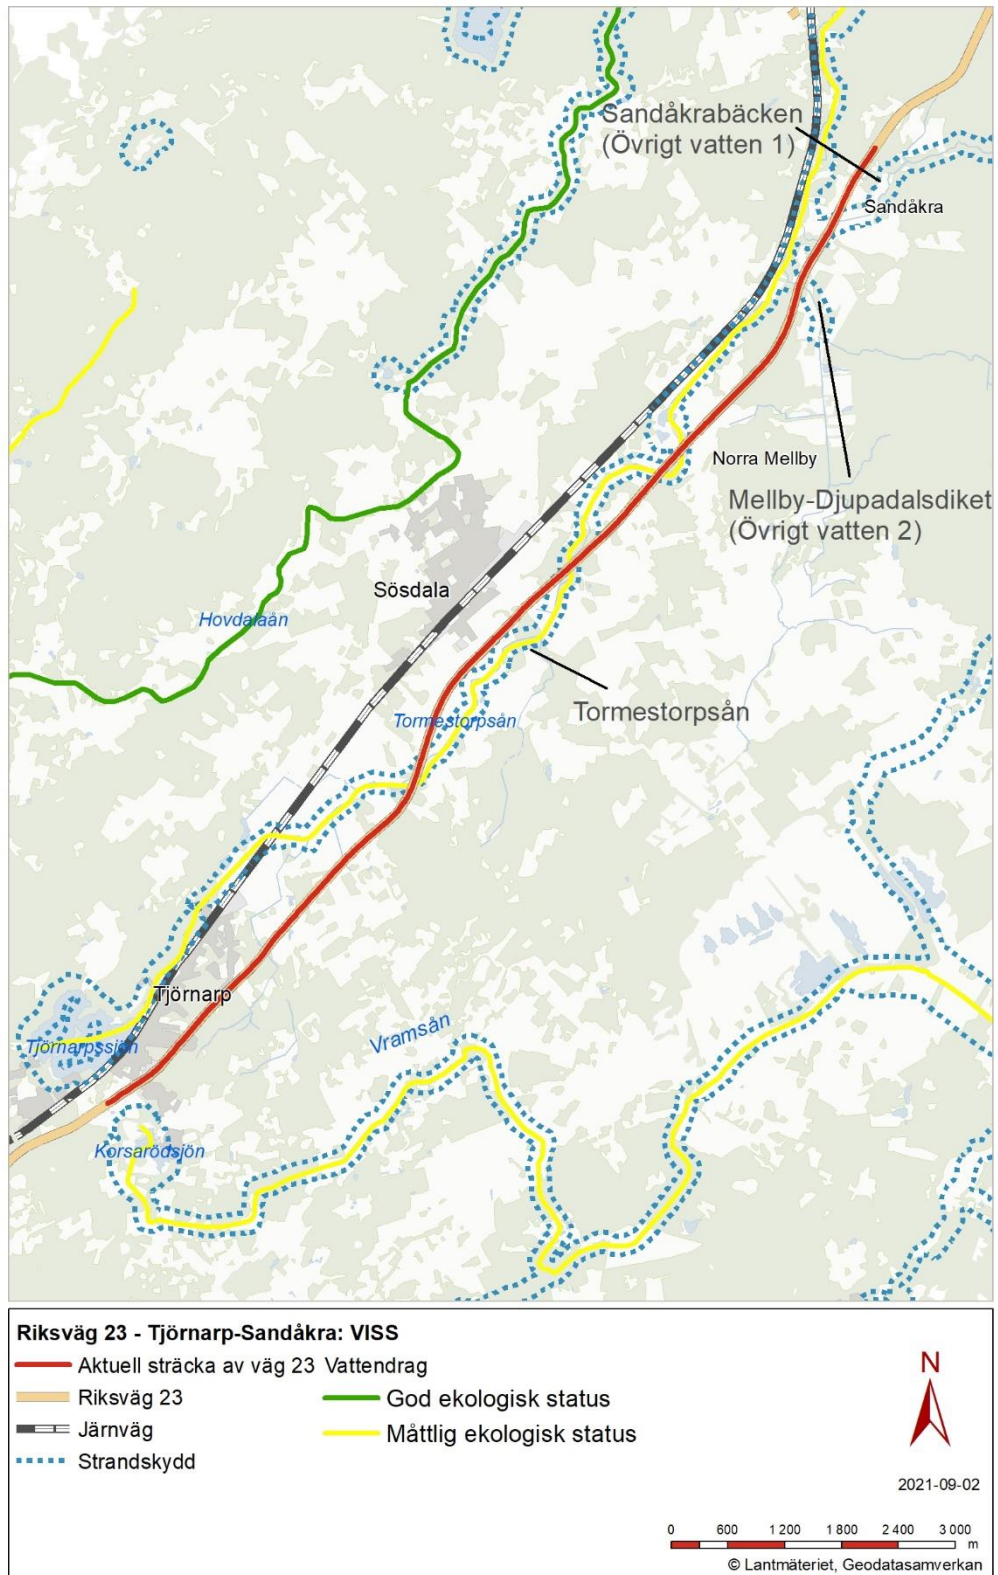 Sandåkrabäcken
(Övrigt vatten 1)
Sandåkra
Norra Mellby
Mellby-Djupadalsdiket
(Övrigt vatten 2)
Sösdala
Hovdalaån
Tormestorpsån
Tormestorpsån
Tjörnarp
Vramsån
Tjörnarpssjön
Korsarödsjön
Riksväg 23 - Tjörnarp-Sandåkra: VISS
Aktuell sträcka av väg 23 Vattendrag
Riksväg 23
God ekologisk status
Järnväg
Måttlig ekologisk status
Strandskydd
N
2021-09-02
0 600 1 200 1 800 2 400 3 000
m
© Lantmäteriet, Geodatasamverkan